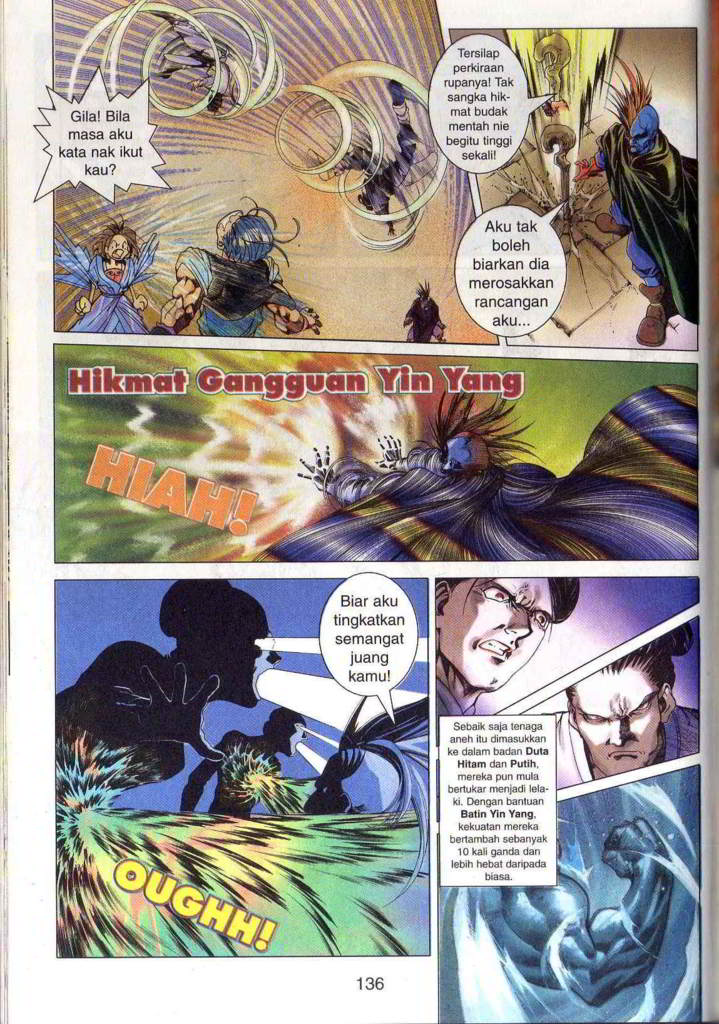 Gila! Bila
masa aku
kata nak ikut
kau?
Tersilap
perkiraan
rupanya! Tak
sangka hik-
mat budak
mentah nie
begitu tinggi
sekali!
Aku tak
boleh
biarkan dia
merosakkan
rancangan
aku...
Hikmat Gangguan Yin Yang
HIAH!
Biar aku
tingkatkan
semangat
juang
kamu!
OUGHH!
Sebaik saja tenaga
aneh itu dimasukkan
ke dalam badan Duta
Hitam dan Putih,
mereka pun mula
bertukar menjadi lela-
ki. Dengan bantuan
Batin Yin Yang,
kekuatan mereka
bertambah sebanyak
10 kali ganda dan
lebih hebat daripada
biasa.
136